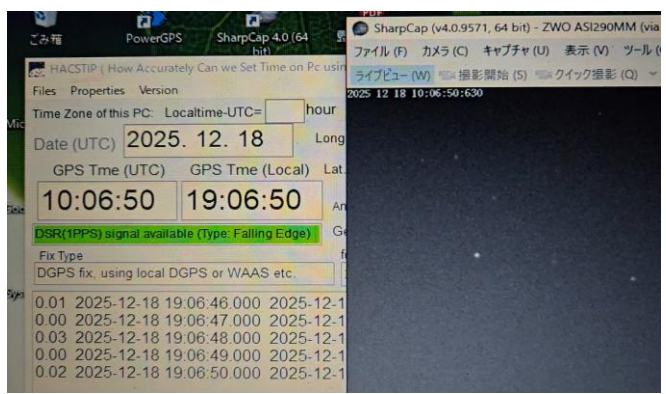 ごみ箱
PowerGPS
SharpCap 4.0 (64 bit)
HACSTIP ( How Accurately Can we Set Time on Pc usin
Files Properties Version
Time Zone of this PC: Localtime-UTC= hour
Date (UTC) 2025. 12. 18 Long
GPS Tme (UTC) GPS Tme (Local) Lat.
10:06:50 19:06:50 An
DSR(1PPS) signal available (Type: Falling Edge) Ge
Fix Type
DGPS fix, using local DGPS or WAAS etc.
0.01 2025-12-18 19:06:46.000 2025-12-1
0.00 2025-12-18 19:06:47.000 2025-12-1
0.03 2025-12-18 19:06:48.000 2025-12-1
0.00 2025-12-18 19:06:49.000 2025-12-1
0.02 2025-12-18 19:06:50.000 2025-12-1
SharpCap (v4.0.9571, 64 bit) - ZWO ASI290MM (via
ファイル (F) カメラ (C) キャプチャ (U) 表示 (V) ツール (
ライブビュー (W) 撮影開始 (S) クイック撮影 (Q)
2025 12 18 10:06:50:630